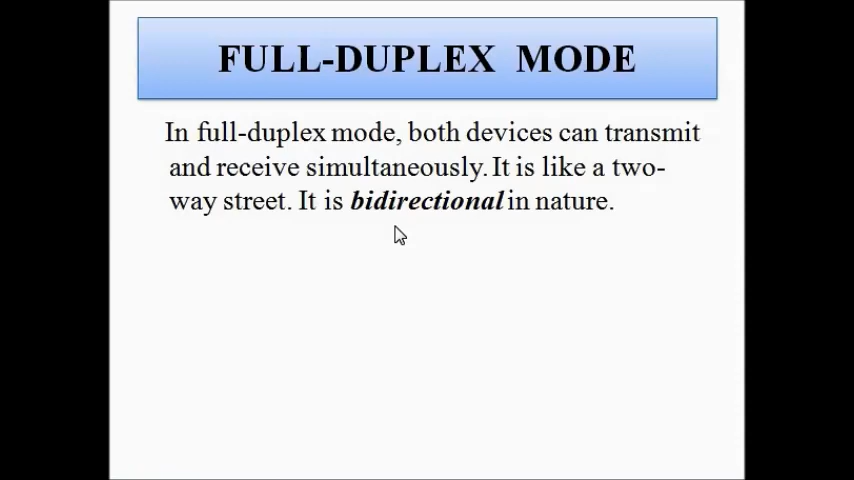 FULL-DUPLEX MODE
In full-duplex mode, both devices can transmit
and receive simultaneously. It is like a two-
way street. It is bidirectional in nature.